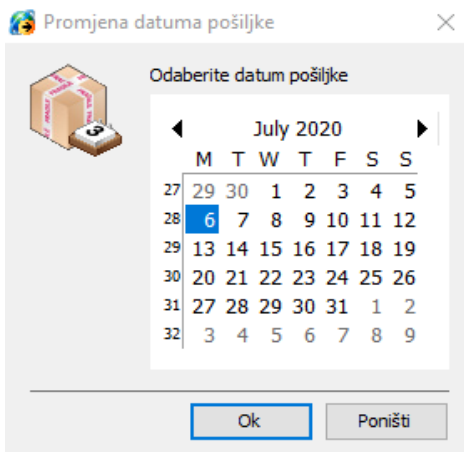 Promjena datuma pošiljke
Odaberite datum pošiljke
July 2020
M T W T F S S
27 29 30 1 2 3 4 5
28 6 7 8 9 10 11 12
29 13 14 15 16 17 18 19
30 20 21 22 23 24 25 26
31 27 28 29 30 31 1 2
32 3 4 5 6 7 8 9
Ok Poništi